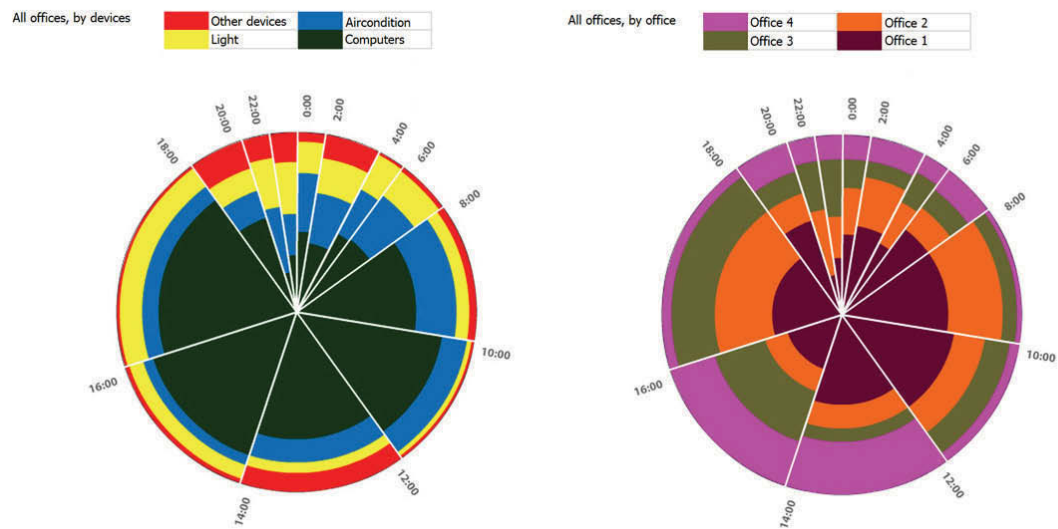 All offices, by devices
Other devices
Aircondition
Light
Computers
00:00
2:00
4:00
6:00
8:00
10:00
12:00
14:00
16:00
18:00
20:00
22:00
All offices, by office
Office 4
Office 2
Office 3
Office 1
00:00
2:00
4:00
6:00
8:00
10:00
12:00
14:00
16:00
18:00
20:00
22:00